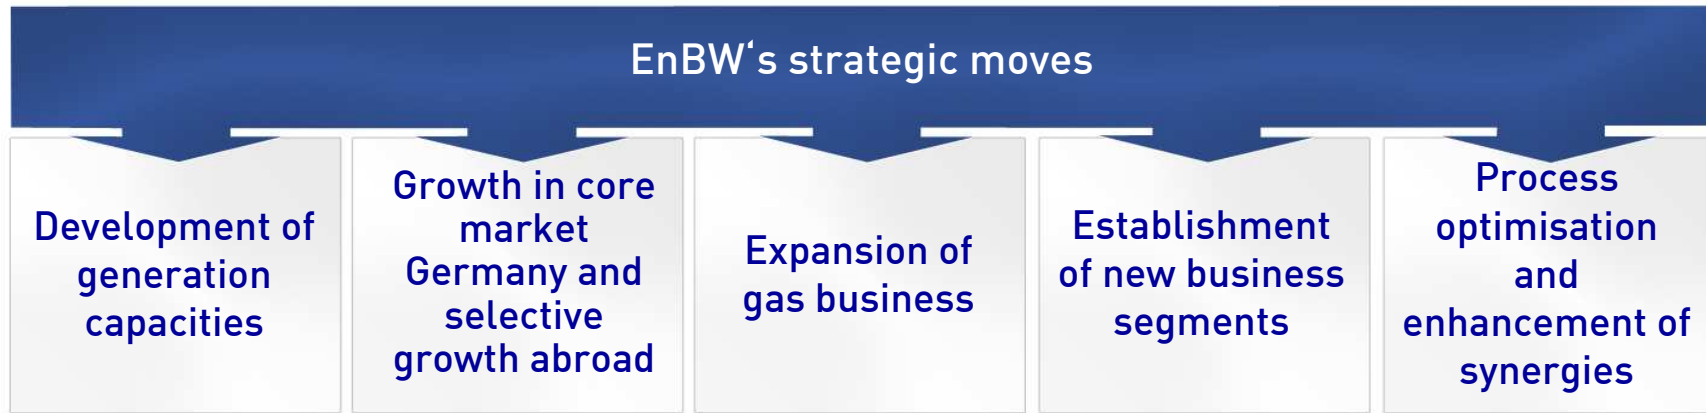 EnBW‘s strategic moves
Development of
generation
capacities
Growth in core
market
Germany and
selective
growth abroad
Expansion of
gas business
Establishment
of new business
segments
Process
optimisation
and
enhancement of
synergies